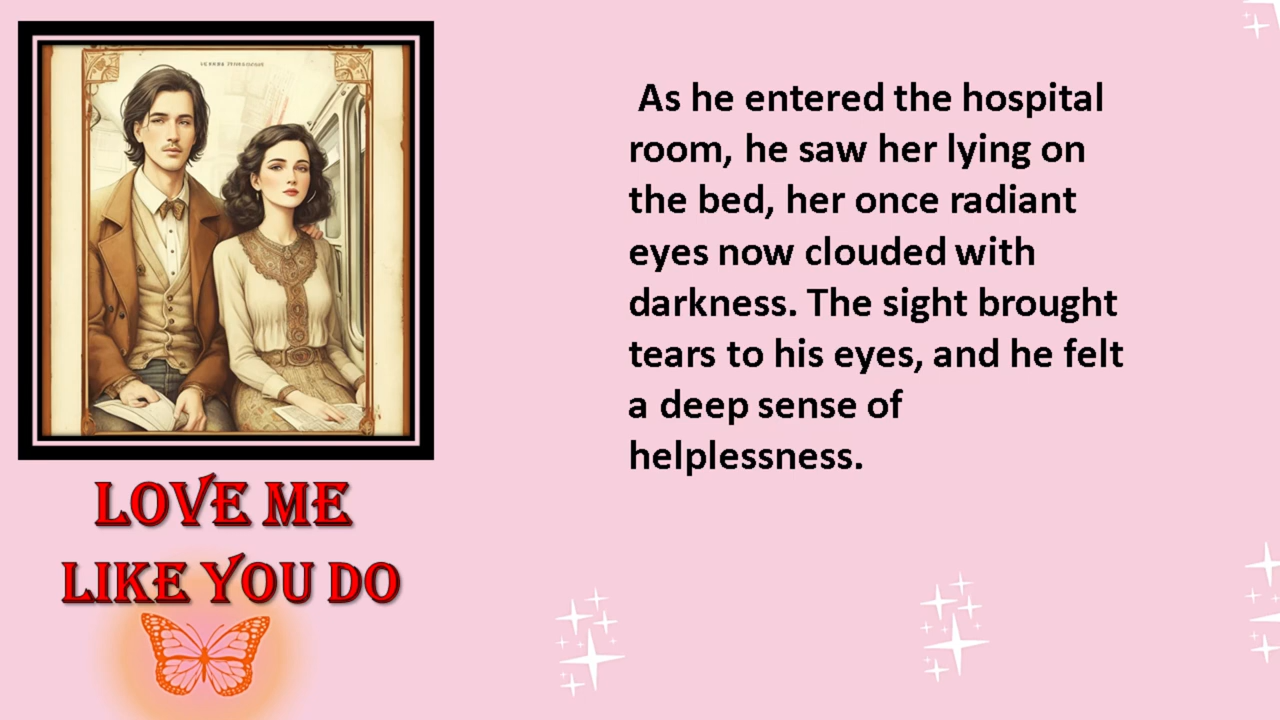 As he entered the hospital
room, he saw her lying on
the bed, her once radiant
eyes now clouded with
darkness. The sight brought
tears to his eyes, and he felt
a deep sense of
helplessness.
LOVE ME
LIKE YOU DO